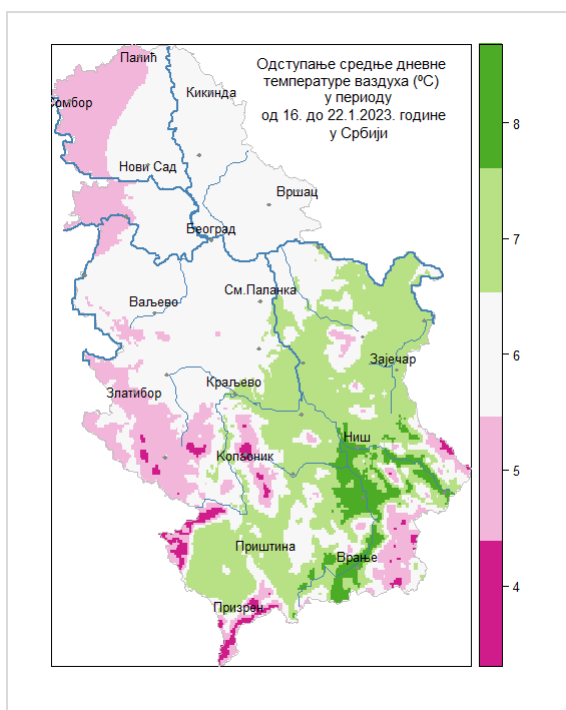 Одступање средње дневне
температуре ваздуха (ºС)
у периоду
од 16. до 22.1.2023. године
у Србији
Палић
Кикинда
Сомбор
Нови Сад
Вршац
Београд
Ваљево
См.Паланка
Зајечар
Златибор
Краљево
Ниш
Копаоник
Приштина
Врање
Призрен
8
7
6
5
4